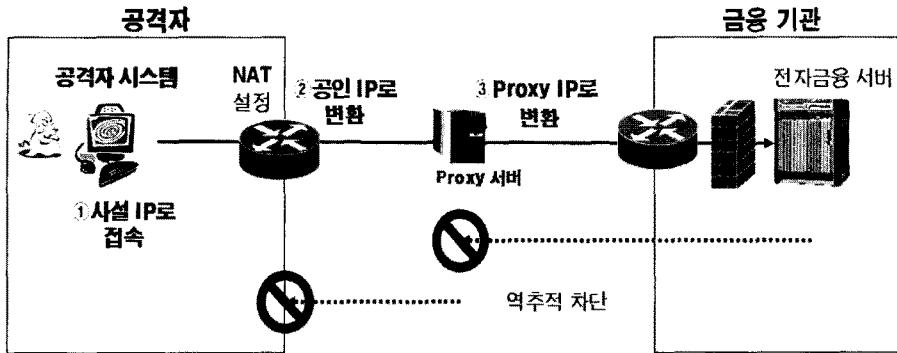 공격자
금융 기관
공격자 시스템
NAT
설정
②공인 IP로
변환
③Proxy IP로
변환
전자금융 서버
Proxy 서버
①사설 IP로
접속
역추적 차단